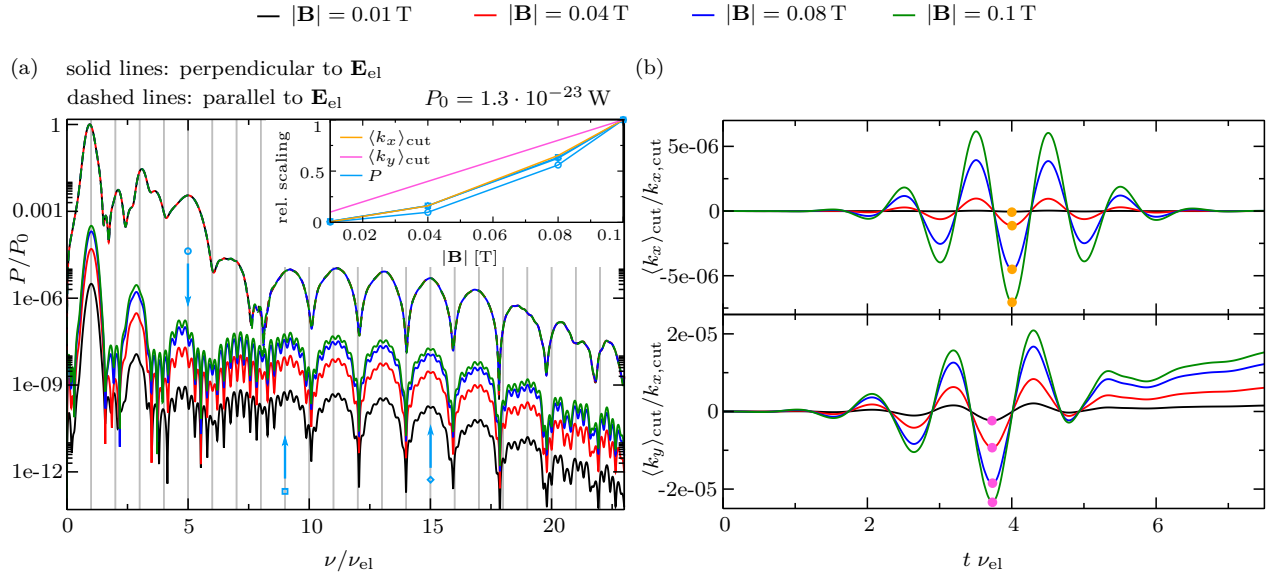 |B| = 0.01 T |B| = 0.04 T |B| = 0.08 T |B| = 0.1 T
(a) solid lines: perpendicular to E_el
dashed lines: parallel to E_el P_0 = 1.3 · 10^−23 W
1
0.001
1e-06
1e-09
1e-12
P/P_0
0 5 10 15 20
ν/ν_el
rel. scaling
1
0.5
0
⟨k_x⟩_cut
⟨k_y⟩_cut
P
0.02 0.04 0.06 0.08 0.1
|B| [T]
(b)
⟨k_x⟩_cut/k_x,cut
5e-06
0
-5e-06
⟨k_y⟩_cut/k_x,cut
2e-05
0
-2e-05
0 2 4 6
t ν_el